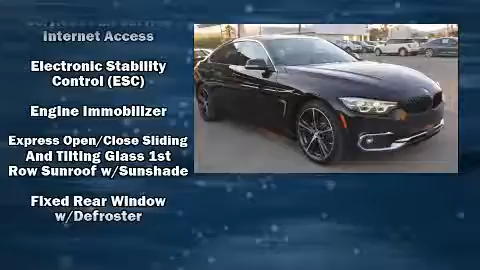 Internet Access
Electronic Stability
Control (ESC)
Engine Immobilizer
Express Open/Close Sliding
And Tilting Glass 1st
Row Sunroof w/Sunshade
Fixed Rear Window
w/Defroster